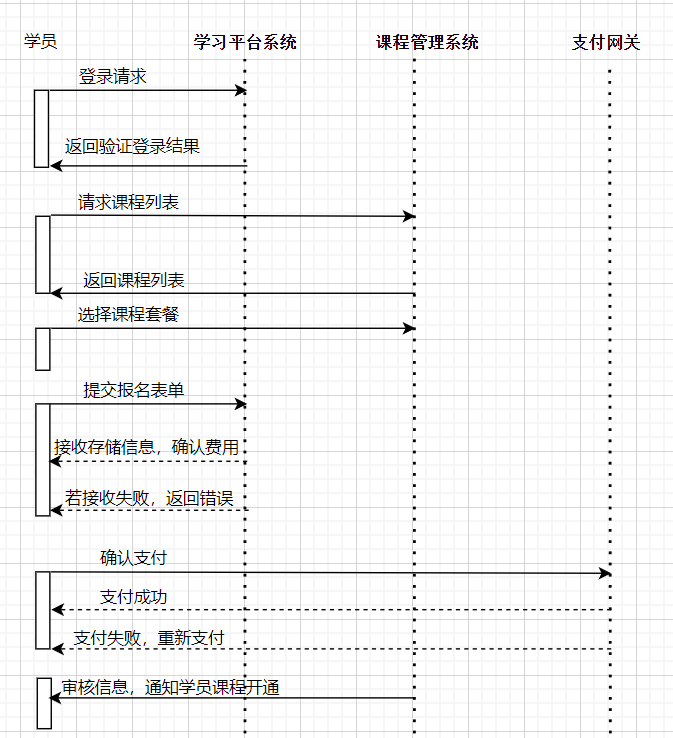 学员
学习平台系统
课程管理系统
支付网关
登录请求
返回验证登录结果
请求课程列表
返回课程列表
选择课程套餐
提交报名表单
接收存储信息，确认费用
若接收失败，返回错误
确认支付
支付成功
支付失败，重新支付
审核信息，通知学员课程开通